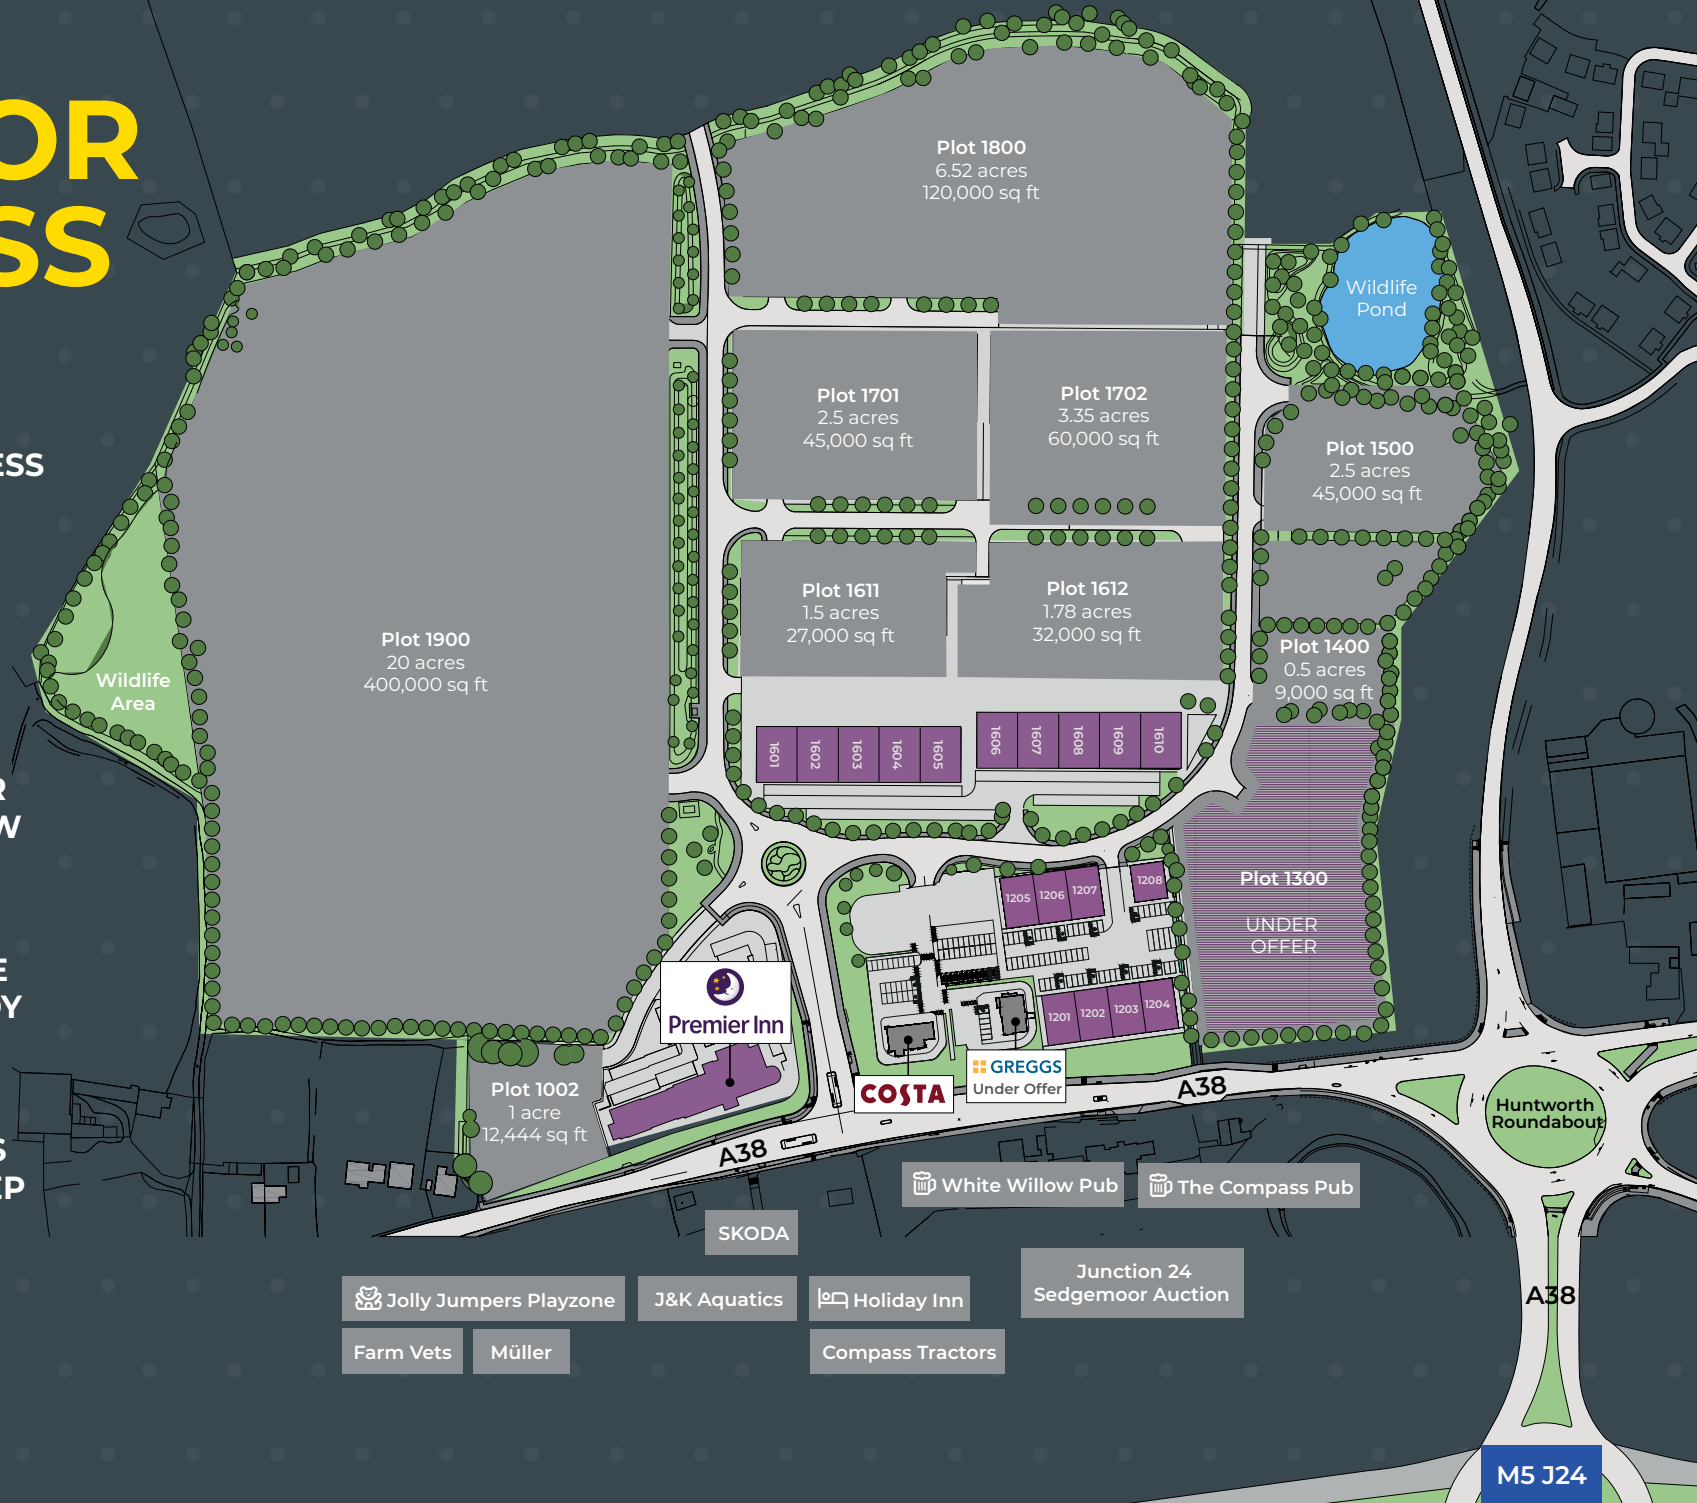 OR
SS
ESS
R
W
E
DY
S
EP
Plot 1800
6.52 acres
120,000 sq ft
Wildlife
Pond
Plot 1701
2.5 acres
45,000 sq ft
Plot 1702
3.35 acres
60,000 sq ft
Plot 1500
2.5 acres
45,000 sq ft
Plot 1611
1.5 acres
27,000 sq ft
Plot 1612
1.78 acres
32,000 sq ft
Plot 1900
20 acres
400,000 sq ft
Plot 1400
0.5 acres
9,000 sq ft
Wildlife
Area
1601
1602
1603
1604
1605
1606
1607
1608
1609
1610
1205
1206
1207
1208
Plot 1300
UNDER
OFFER
1201
1202
1203
1204
Premier Inn
COSTA
GREGGS
Under Offer
Plot 1002
1 acre
12,444 sq ft
A38
A38
Huntworth
Roundabout
White Willow Pub
The Compass Pub
SKODA
Junction 24
Sedgemoor Auction
Jolly Jumpers Playzone
J&K Aquatics
Holiday Inn
Farm Vets
Müller
Compass Tractors
A38
M5 J24